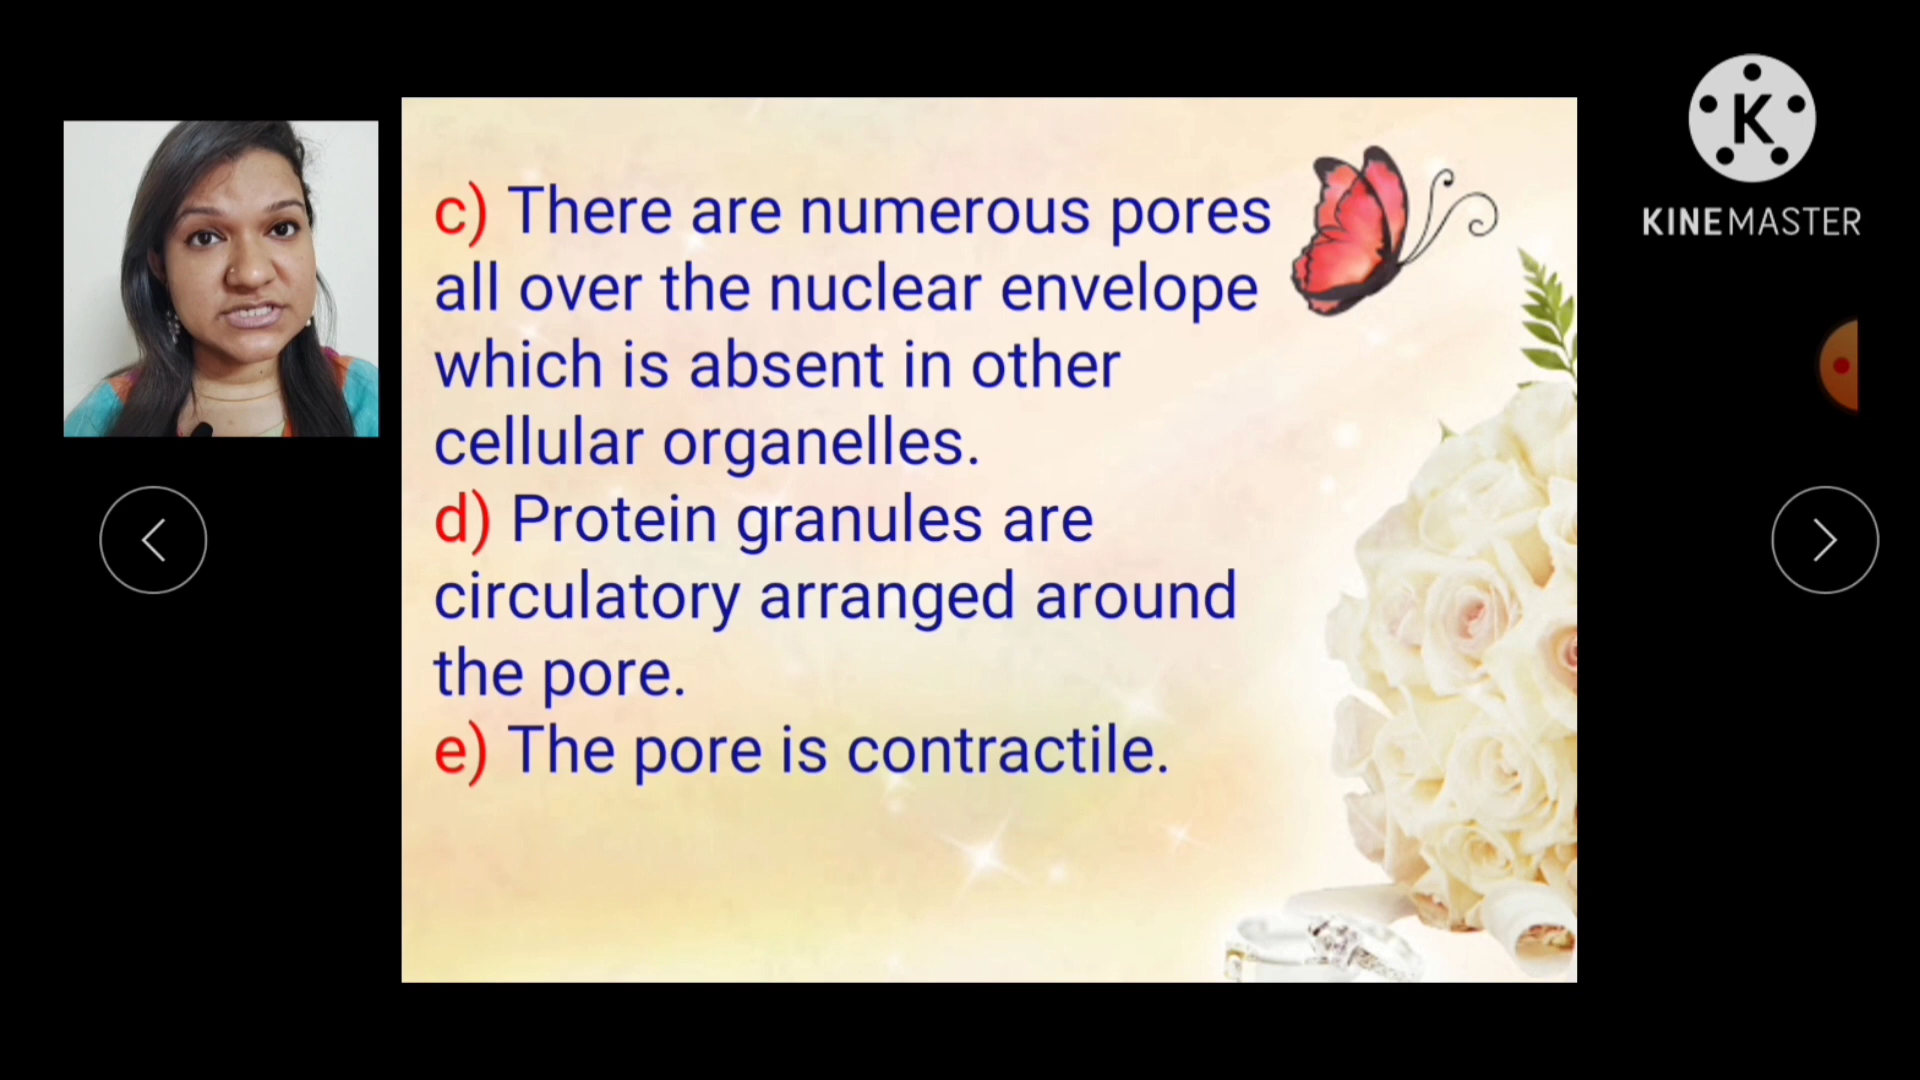 K
KINEMASTER
c) There are numerous pores
all over the nuclear envelope
which is absent in other
cellular organelles.
d) Protein granules are
circulatory arranged around
the pore.
e) The pore is contractile.